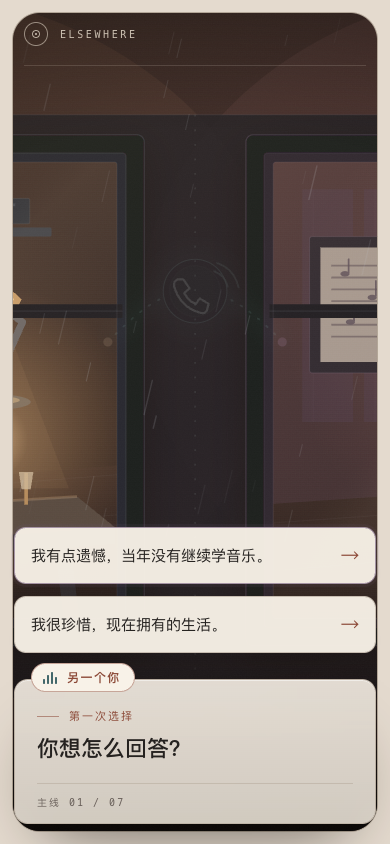 ELSEWHERE
我有点遗憾，当年没有继续学音乐。
我很珍惜，现在拥有的生活。
另一个你
第一次选择
你想怎么回答?
主线 01 / 07